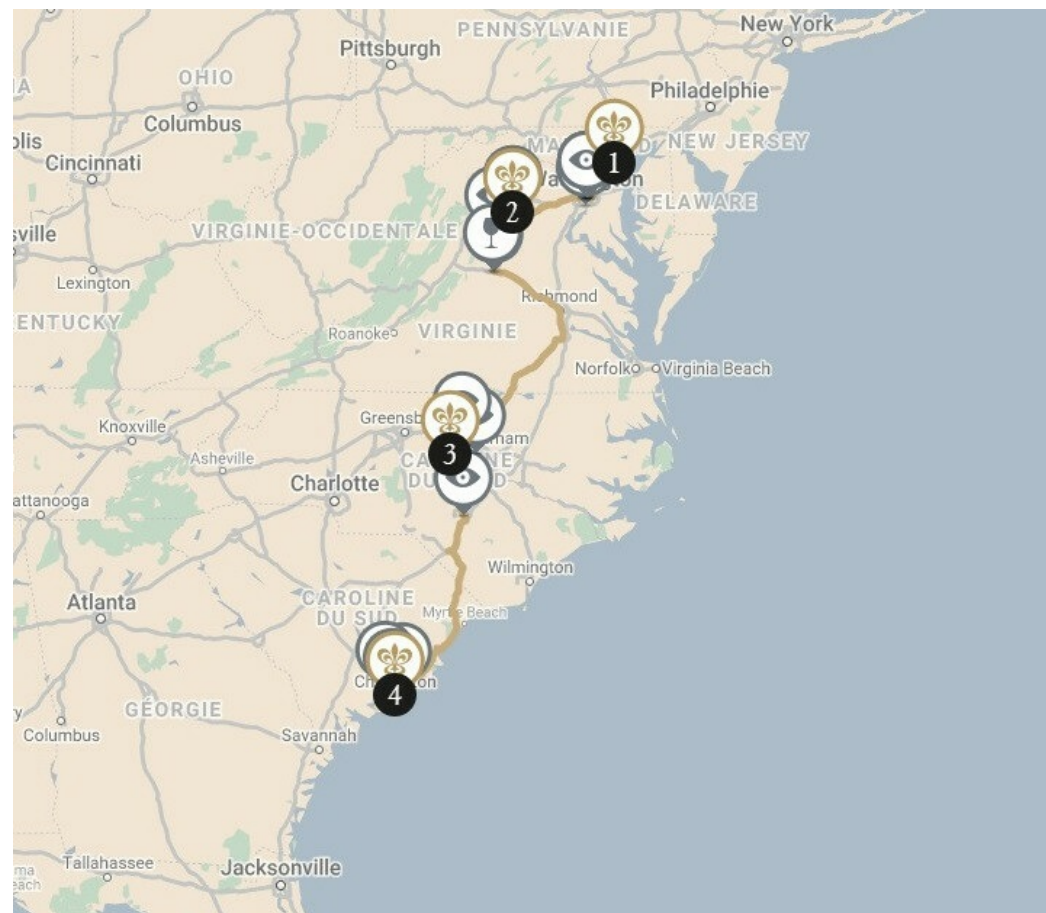 New York
PENNSYLVANIE
Pittsburgh
OHIO
Philadelphie
Columbus
NEW JERSEY
Cincinnati
1
DELAWARE
2
VIRGINIE-OCCIDENTALE
Lexington
Richmond
Roanoke
VIRGINIE
Norfolk
Virginia Beach
Knoxville
3
Asheville
Charlotte
Wilmington
Atlanta
CAROLINE
DU SUD
Myrtle Beach
4
GÉORGIE
Columbus
Savannah
Tallahassee
Jacksonville